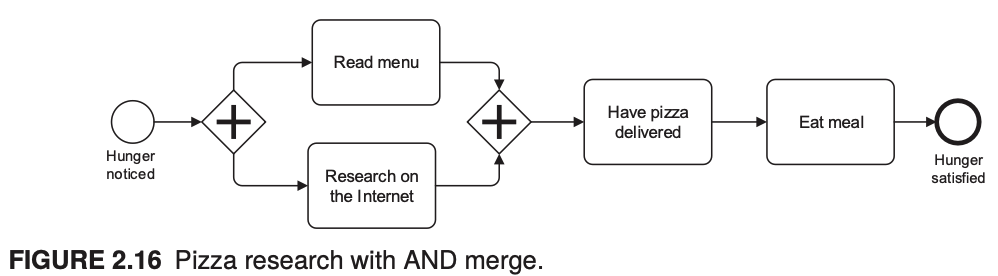 Hunger
noticed
Read menu
Research on
the Internet
Have pizza
delivered
Eat meal
Hunger
satisfied
FIGURE 2.16 Pizza research with AND merge.